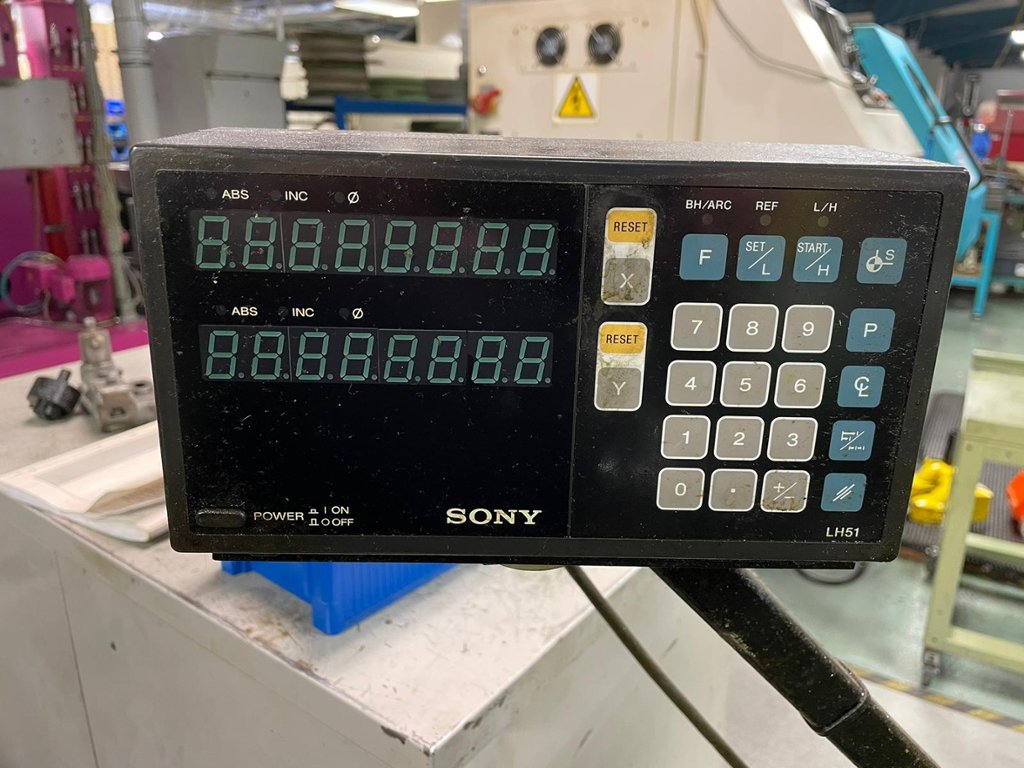 ABS INC Ø
ABS INC Ø
POWER I ON
O OFF
SONY
RESET
X
RESET
Y
BH/ARC REF L/H
F SET/L START/H S
7 8 9 P
4 5 6 ℄
1 2 3
0 . +/-
LH51